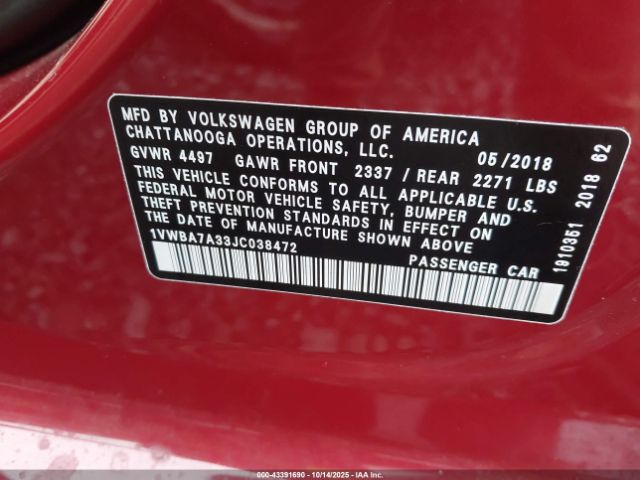 MFD BY VOLKSWAGEN GROUP OF AMERICA
CHATTANOOGA OPERATIONS, LLC. 05/2018
GVWR 4497 GAWR FRONT 2337 / REAR 2271 LBS
THIS VEHICLE CONFORMS TO ALL APPLICABLE U.S.
FEDERAL MOTOR VEHICLE SAFETY, BUMPER AND
THEFT PREVENTION STANDARDS IN EFFECT ON
THE DATE OF MANUFACTURE SHOWN ABOVE
1VWBA7A33JC038472 PASSENGER CAR
1910351 2018 62
000-43391690 - 10/14/2025 - IAAI.COM